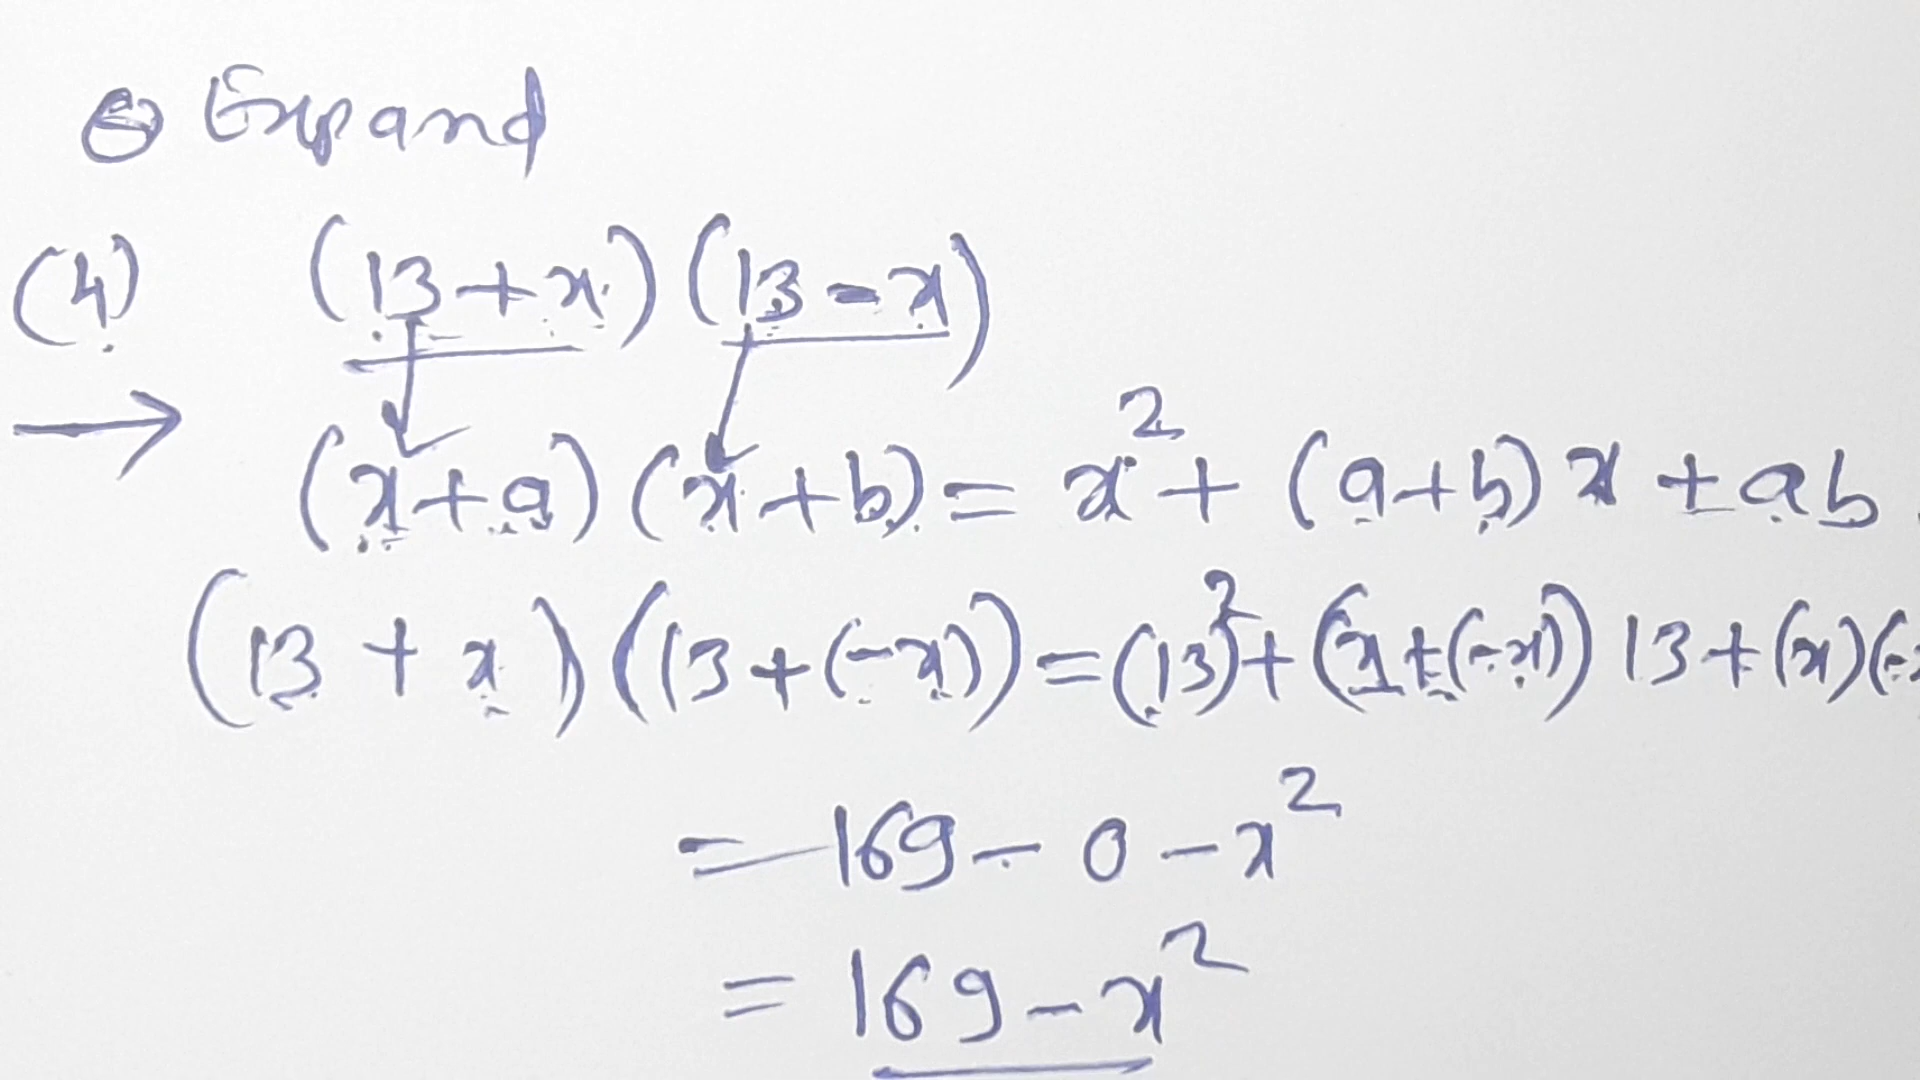 Expand
(4) (13+x)(13-x)
→ (x+a)(x+b) = x² + (a+b)x + ab
(13 + x)(13+(-x)) = (13)² + (x+(-x)) 13 + (x)(-
= 169 - 0 - x²
= 169 - x²